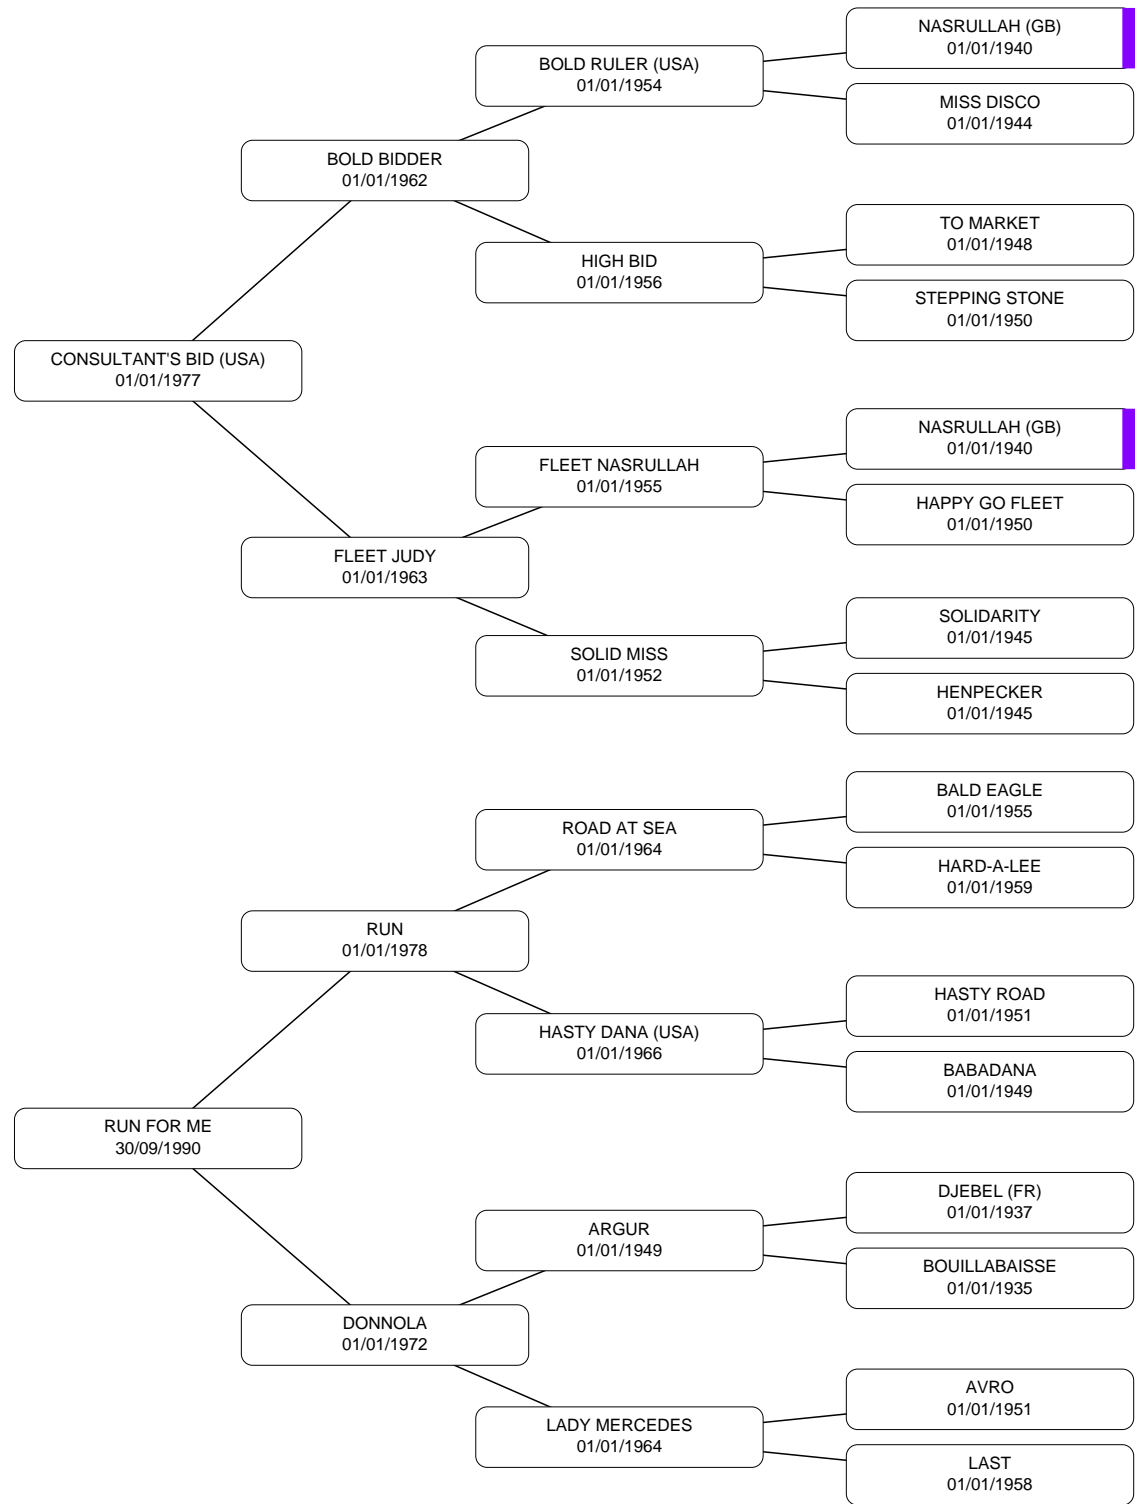 NASRULLAH (GB)
01/01/1940
BOLD RULER (USA)
01/01/1954
MISS DISCO
01/01/1944
BOLD BIDDER
01/01/1962
TO MARKET
01/01/1948
HIGH BID
01/01/1956
STEPPING STONE
01/01/1950
CONSULTANT'S BID (USA)
01/01/1977
NASRULLAH (GB)
01/01/1940
FLEET NASRULLAH
01/01/1955
HAPPY GO FLEET
01/01/1950
FLEET JUDY
01/01/1963
SOLIDARITY
01/01/1945
SOLID MISS
01/01/1952
HENPECKER
01/01/1945
BALD EAGLE
01/01/1955
ROAD AT SEA
01/01/1964
HARD-A-LEE
01/01/1959
RUN
01/01/1978
HASTY ROAD
01/01/1951
HASTY DANA (USA)
01/01/1966
BABADANA
01/01/1949
RUN FOR ME
30/09/1990
DJEBEL (FR)
01/01/1937
ARGUR
01/01/1949
BOUILLABAISSE
01/01/1935
DONNOLA
01/01/1972
AVRO
01/01/1951
LADY MERCEDES
01/01/1964
LAST
01/01/1958